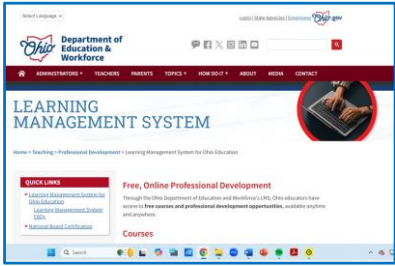 Select Language
Login | State Agencies | Employees Ohio.gov
Ohio Department of
Education &
Workforce
ADMINISTRATORS TEACHERS PARENTS TOPICS HOW DO I? ABOUT MEDIA CONTACT
LEARNING
MANAGEMENT SYSTEM
Home > Teaching > Professional Development > Learning Management System for Ohio Education
QUICK LINKS
Learning Management System for
Ohio Education
Learning Management System
FAQs
National Board Certification
Free, Online Professional Development
Through the Ohio Department of Education and Workforce's LMS, Ohio educators have
access to free courses and professional development opportunities, available anytime
and anywhere.
Courses
Search